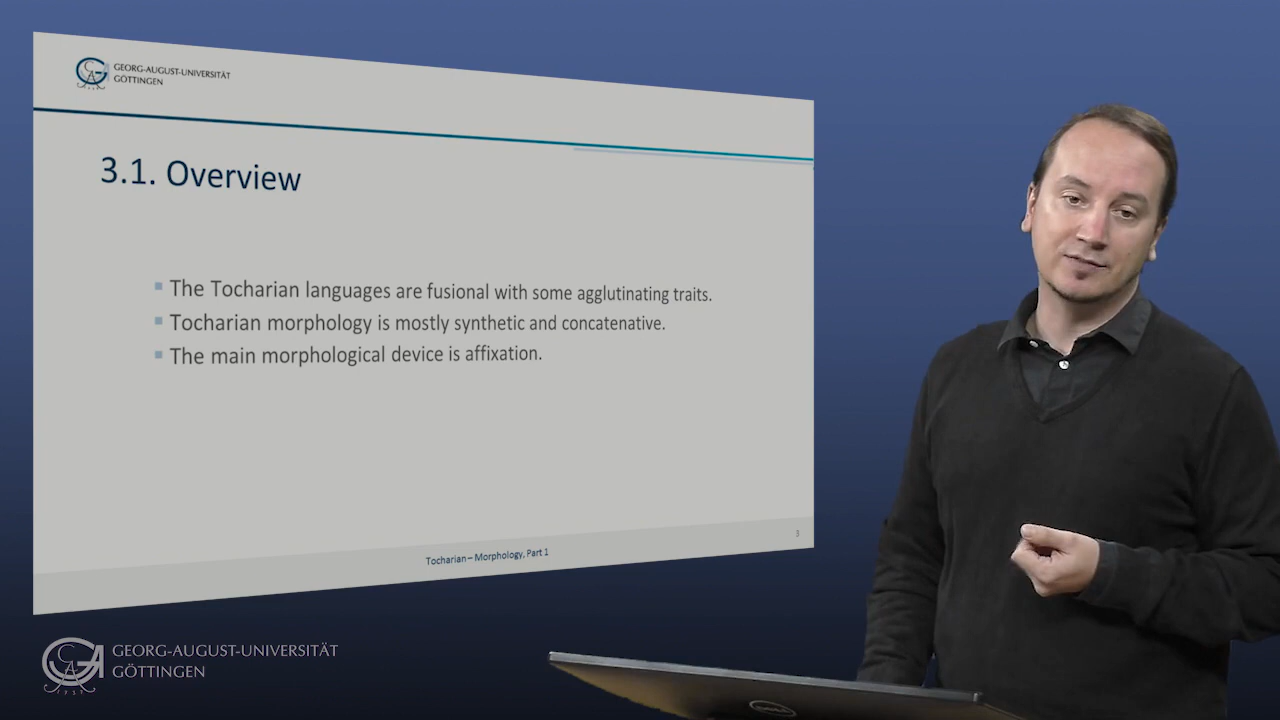 GEORG-AUGUST-UNIVERSITÄT
GÖTTINGEN
3.1. Overview
The Tocharian languages are fusional with some agglutinating traits.
Tocharian morphology is mostly synthetic and concatenative.
The main morphological device is affixation.
3
Tocharian – Morphology, Part 1
GEORG-AUGUST-UNIVERSITÄT
GÖTTINGEN